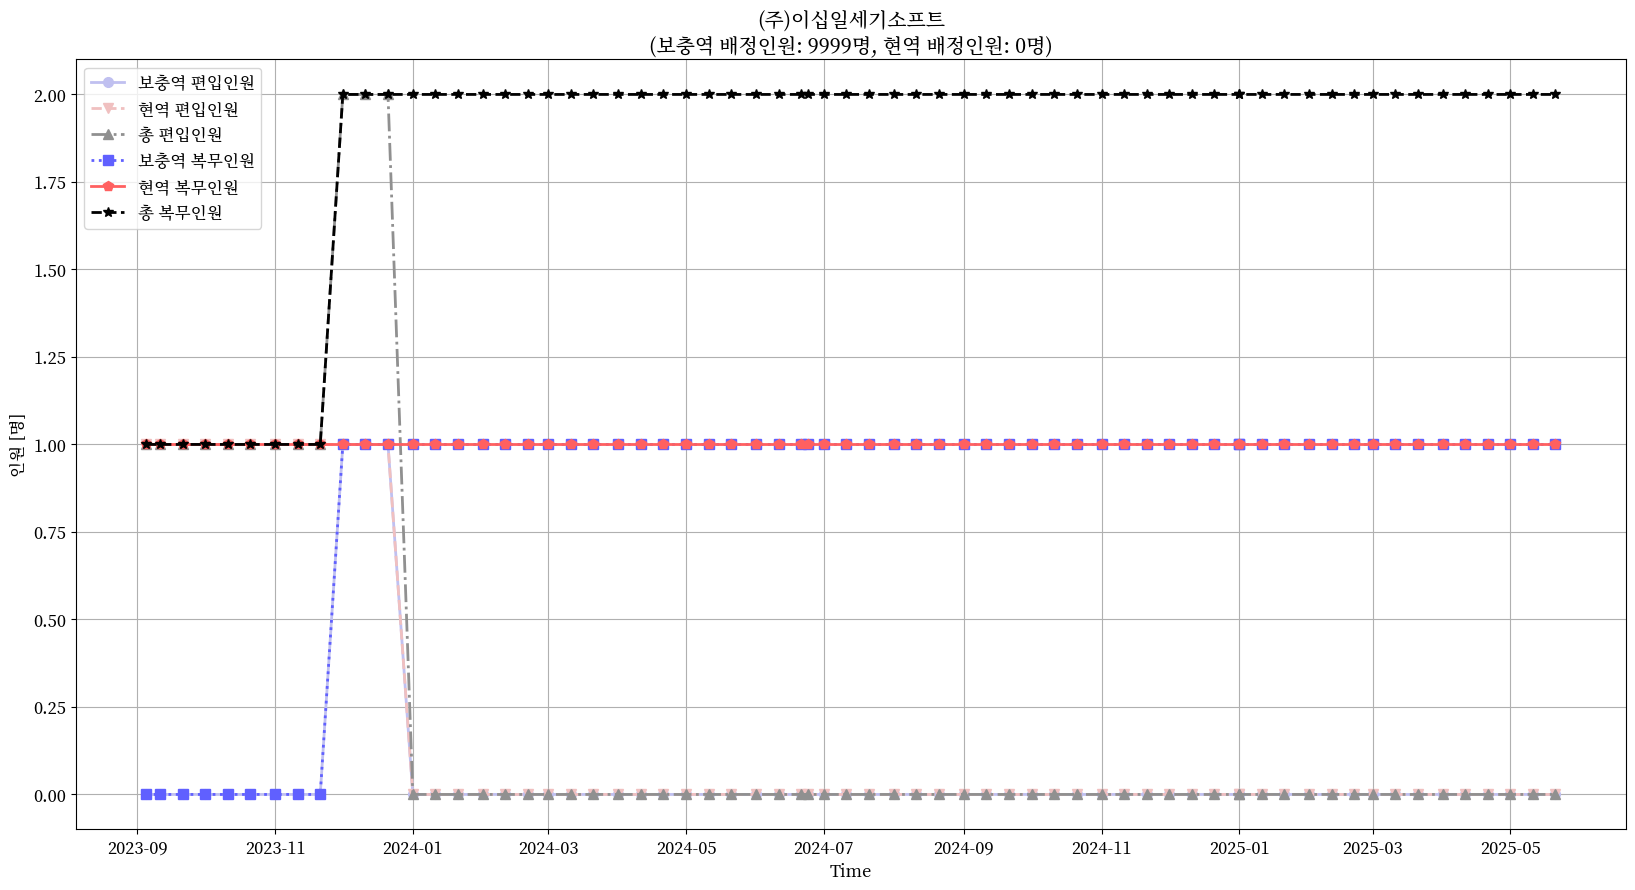 (주)이십일세기소프트
(보충역 배정인원: 9999명, 현역 배정인원: 0명)
보충역 편입인원
현역 편입인원
총 편입인원
보충역 복무인원
현역 복무인원
총 복무인원
2.00
1.75
1.50
1.25
1.00
0.75
0.50
0.25
0.00
인원 [명]
2023-09 2023-11 2024-01 2024-03 2024-05 2024-07 2024-09 2024-11 2025-01 2025-03 2025-05
Time